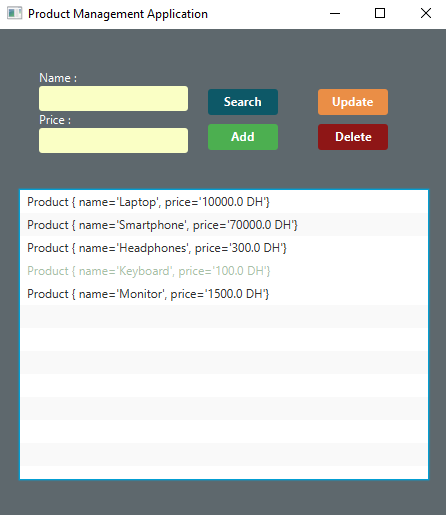 Product Management Application
Name :
Search
Update
Price :
Add
Delete
Product { name='Laptop', price='10000.0 DH'}
Product { name='Smartphone', price='70000.0 DH'}
Product { name='Headphones', price='300.0 DH'}
Product { name='Keyboard', price='100.0 DH'}
Product { name='Monitor', price='1500.0 DH'}